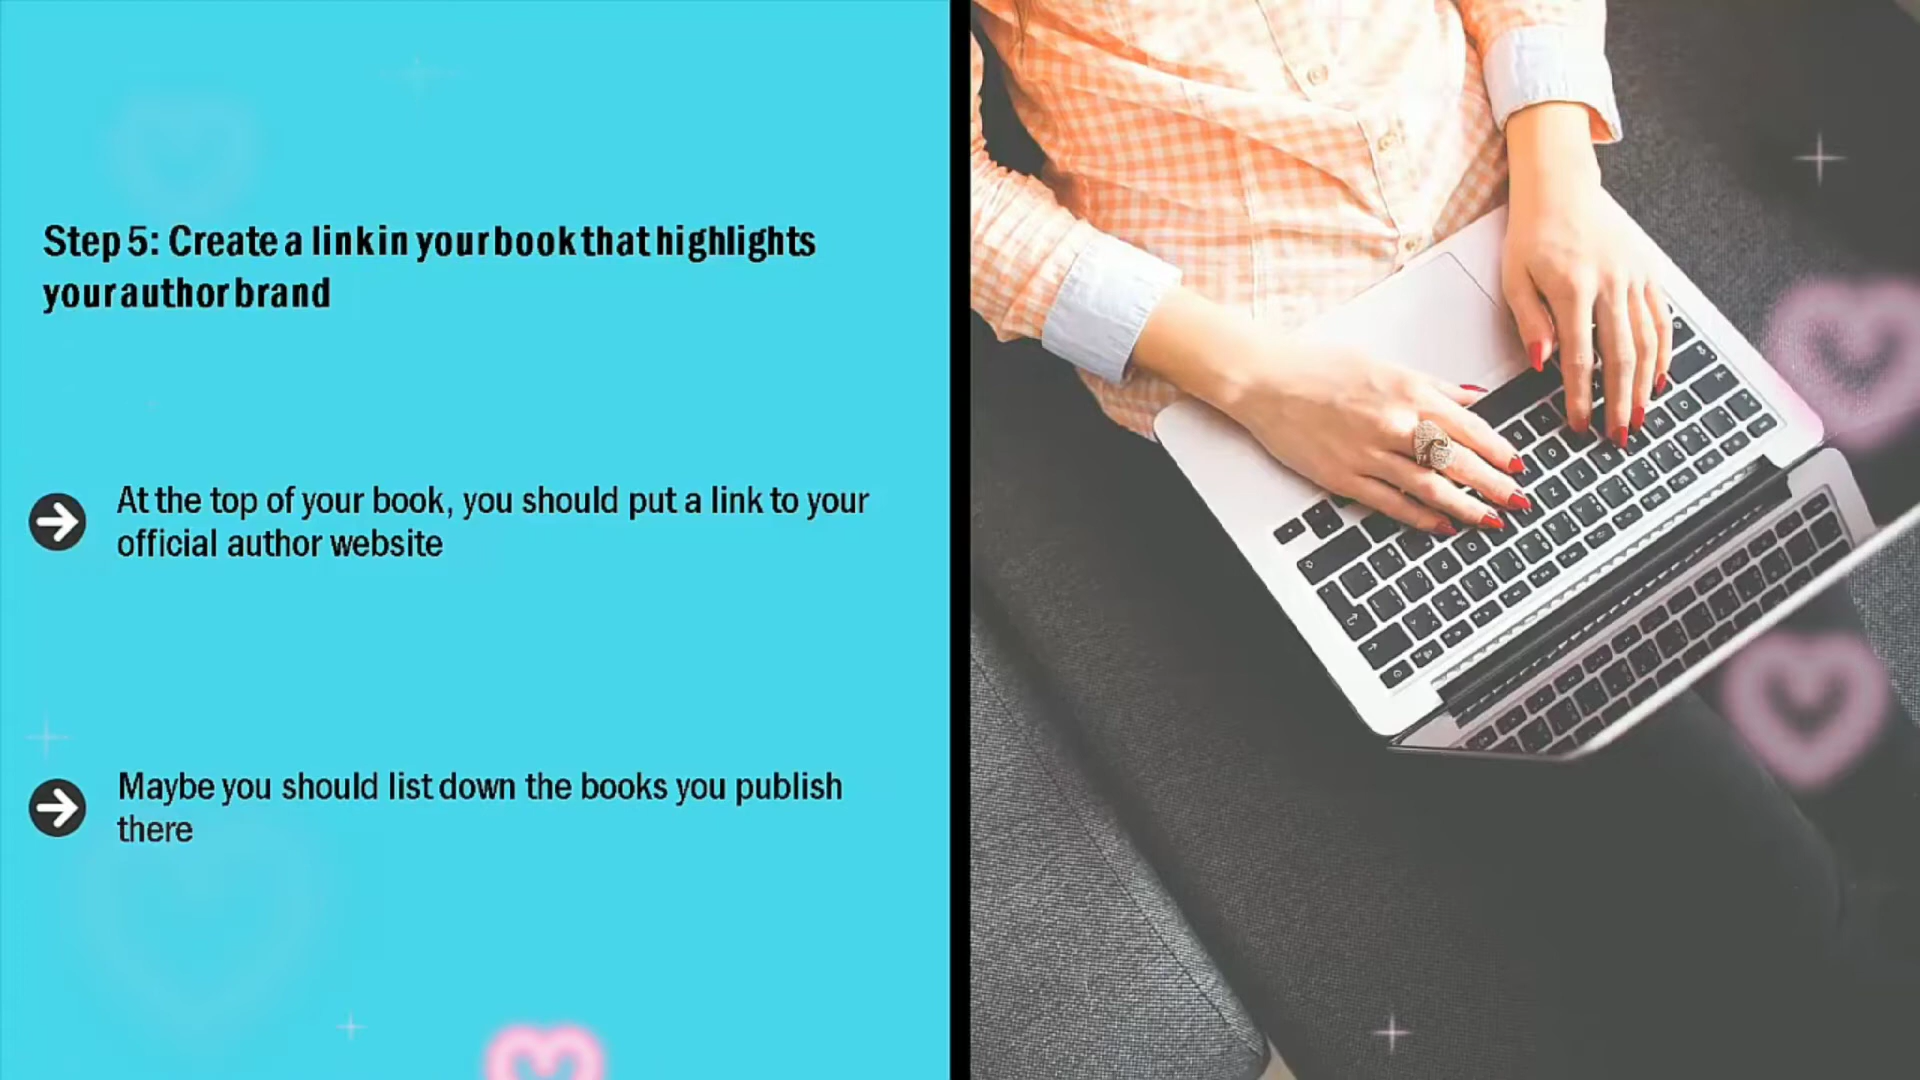 Step 5: Create a link in your book that highlights
your author brand
At the top of your book, you should put a link to your
official author website
Maybe you should list down the books you publish
there